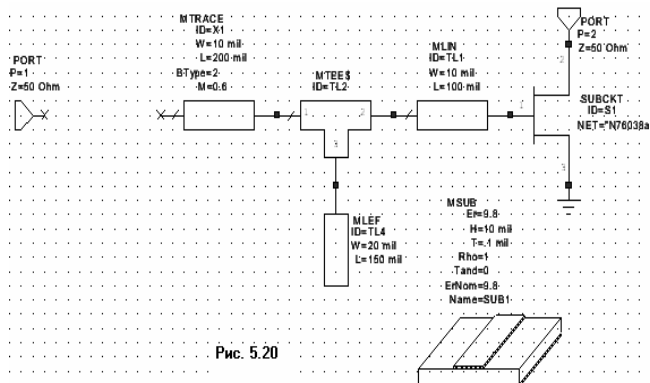 PORT
P=1
Z=50 Ohm
MTRACE
ID=X1
W=10 mil
L=200 mil
BType=2
M=0.6
MTEE$
ID=TL2
1
2
3
MLIN
ID=TL1
W=10 mil
L=100 mil
PORT
P=2
Z=50 Ohm
2
1
3
SUBCKT
ID=S1
NET="N76038a
MLEF
ID=TL4
W=20 mil
L=150 mil
MSUB
Er=9.8
H=10 mil
T=.1 mil
Rho=1
Tand=0
ErNom=9.8
Name=SUB1
Рис. 5.20